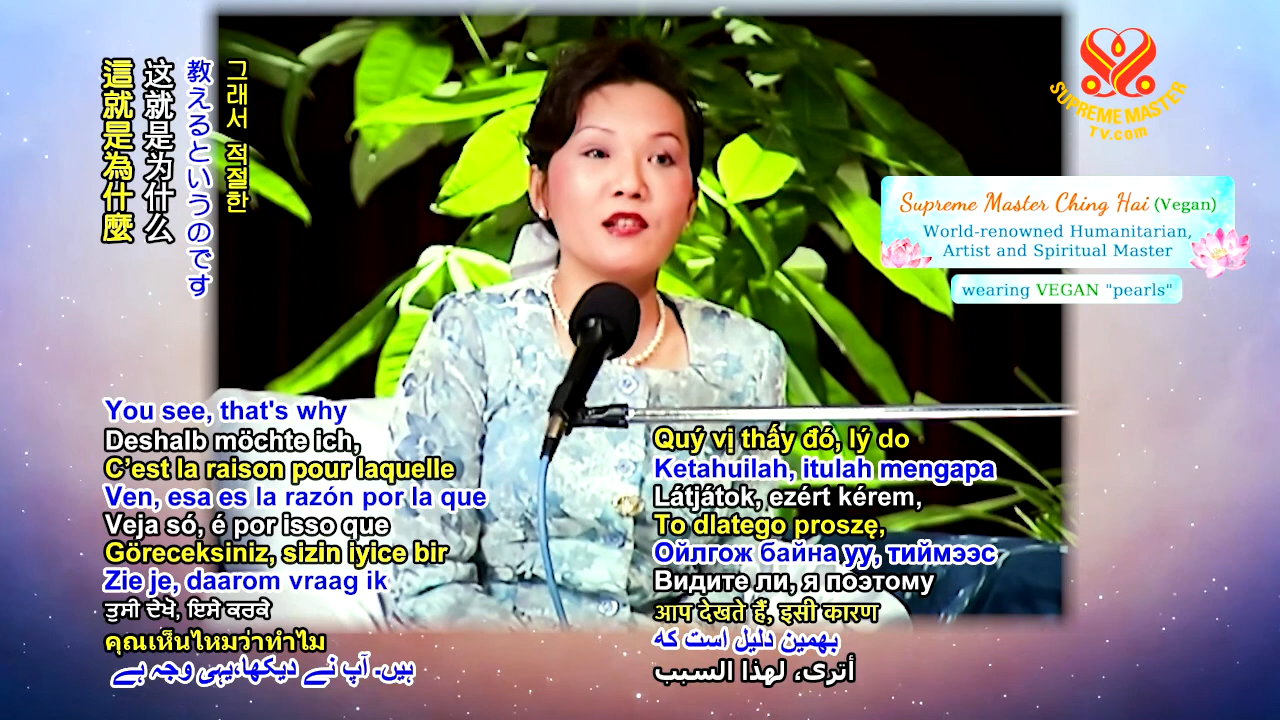 這就是為什麼
这就是为什么
教えるというのです
그래서 적절한
SUPREME MASTER
TV.com
Supreme Master Ching Hai (Vegan)
World-renowned Humanitarian,
Artist and Spiritual Master
wearing VEGAN "pearls"
You see, that's why
Deshalb möchte ich,
C’est la raison pour laquelle
Ven, esa es la razón por la que
Veja só, é por isso que
Göreceksiniz, sizin iyice bir
Zie je, daarom vraag ik
ਤੁਸੀ ਦੇਖੋ, ਇਸੇ ਕਰਕੇ
คุณเห็นไหมว่าทำไม
ہیں۔ آپ نے دیکھا،یہی وجہ ہے
Quý vị thấy đó, lý do
Ketahuilah, itulah mengapa
Látjátok, ezért kérem,
To dlatego proszę,
Ойлгож байна уу, тиймээс
Видите ли, я поэтому
आप देखते हैं, इसी कारण
بهمین دلیل است که
أترى، لهذا السبب